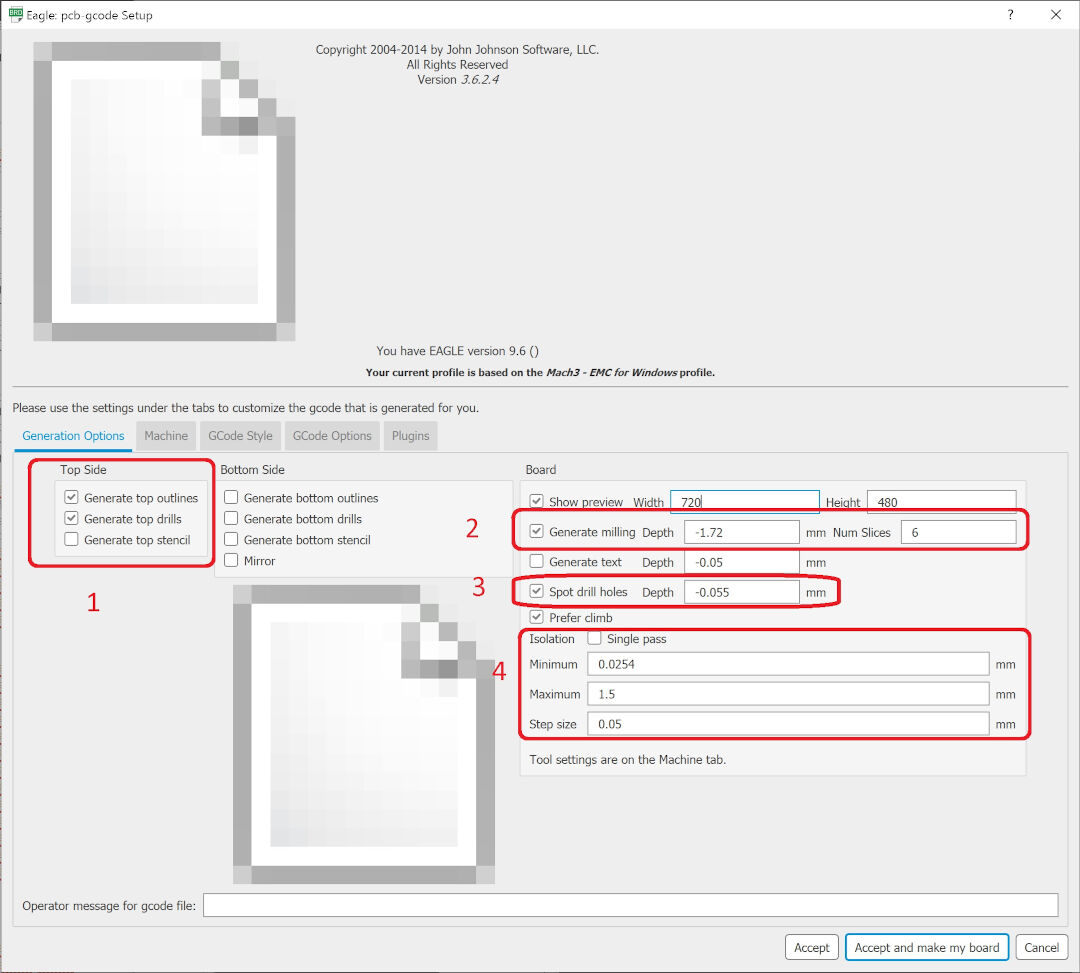 BRD
Eagle: pcb-gcode Setup
?
Copyright 2004-2014 by John Johnson Software, LLC.
All Rights Reserved
Version 3.6.2.4
You have EAGLE version 9.6 ()
Your current profile is based on the Mach3 - EMC for Windows profile.
Please use the settings under the tabs to customize the gcode that is generated for you.
Generation Options Machine GCode Style GCode Options Plugins
Top Side Bottom Side Board
Generate top outlines Generate bottom outlines Show preview Width 720 Height 480
Generate top drills Generate bottom drills 2 Generate milling Depth -1.72 mm Num Slices 6
Generate top stencil Generate bottom stencil
Mirror Generate text Depth -0.05 mm
1 3 Spot drill holes Depth -0.055 mm
Prefer climb
Isolation Single pass
4 Minimum 0.0254 mm
Maximum 1.5 mm
Step size 0.05 mm
Tool settings are on the Machine tab.
Operator message for gcode file:
Accept Accept and make my board Cancel